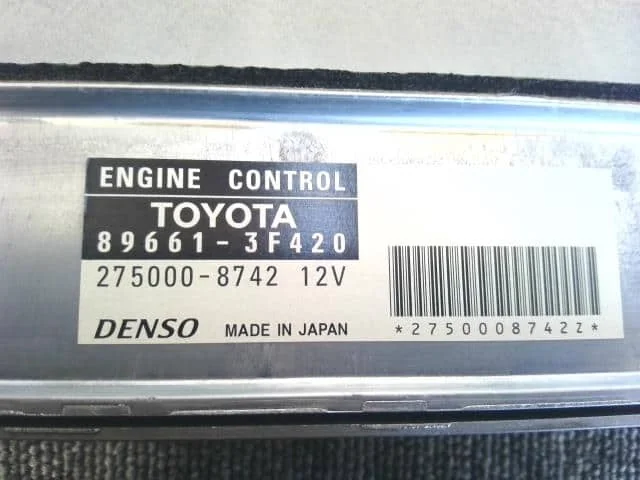 ENGINE CONTROL
TOYOTA
89661-3F420
275000-8742 12V
DENSO MADE IN JAPAN
*2750008742Z*